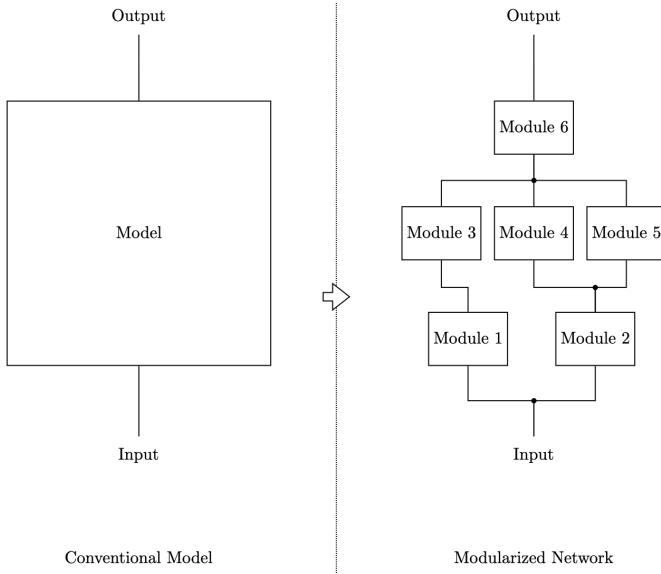 Output
Model
Input
Conventional Model
Output
Module 6
Module 3
Module 4
Module 5
Module 1
Module 2
Input
Modularized Network